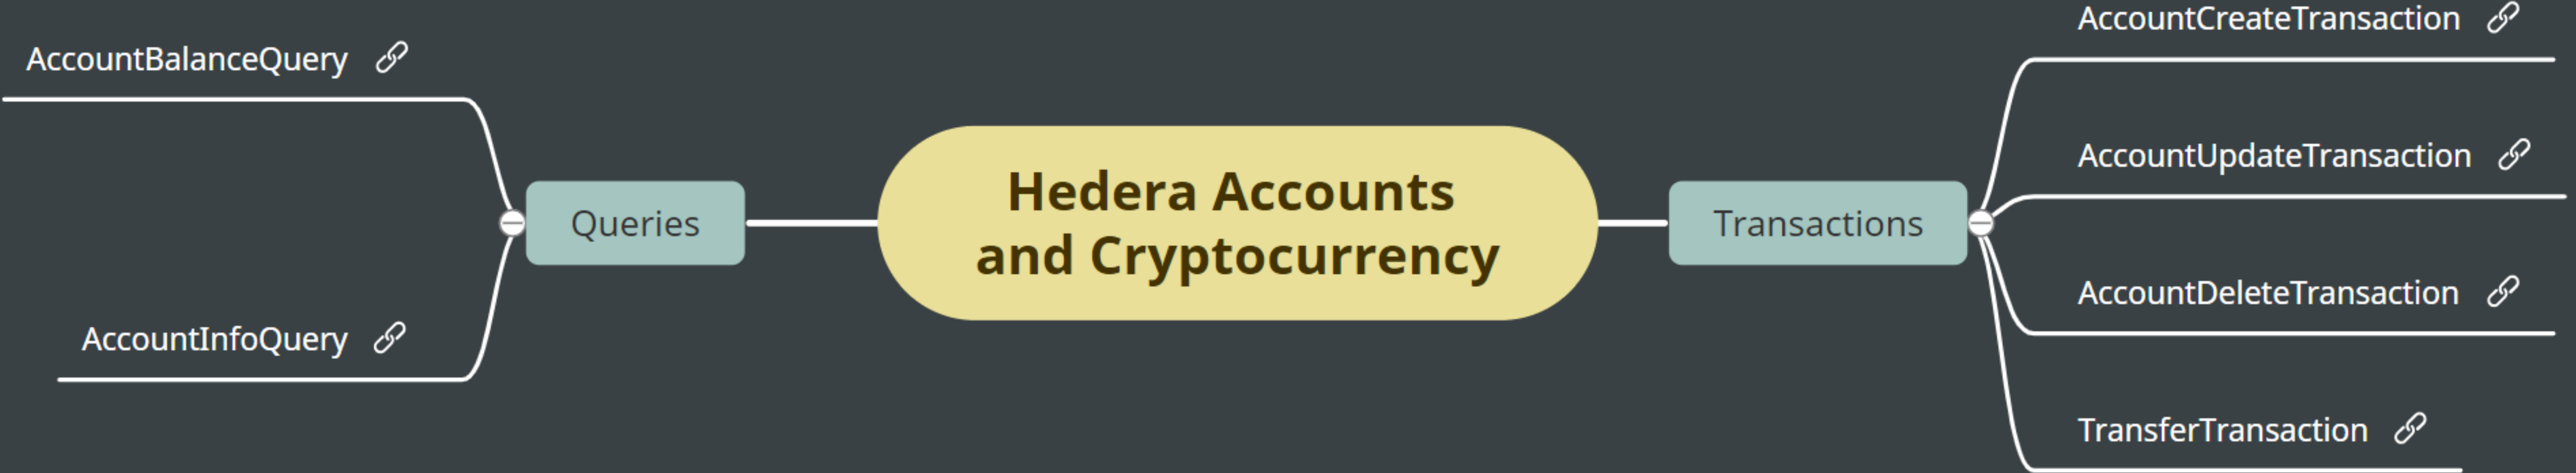 AccountBalanceQuery
AccountInfoQuery
Queries
Hedera Accounts
and Cryptocurrency
Transactions
AccountCreateTransaction
AccountUpdateTransaction
AccountDeleteTransaction
TransferTransaction